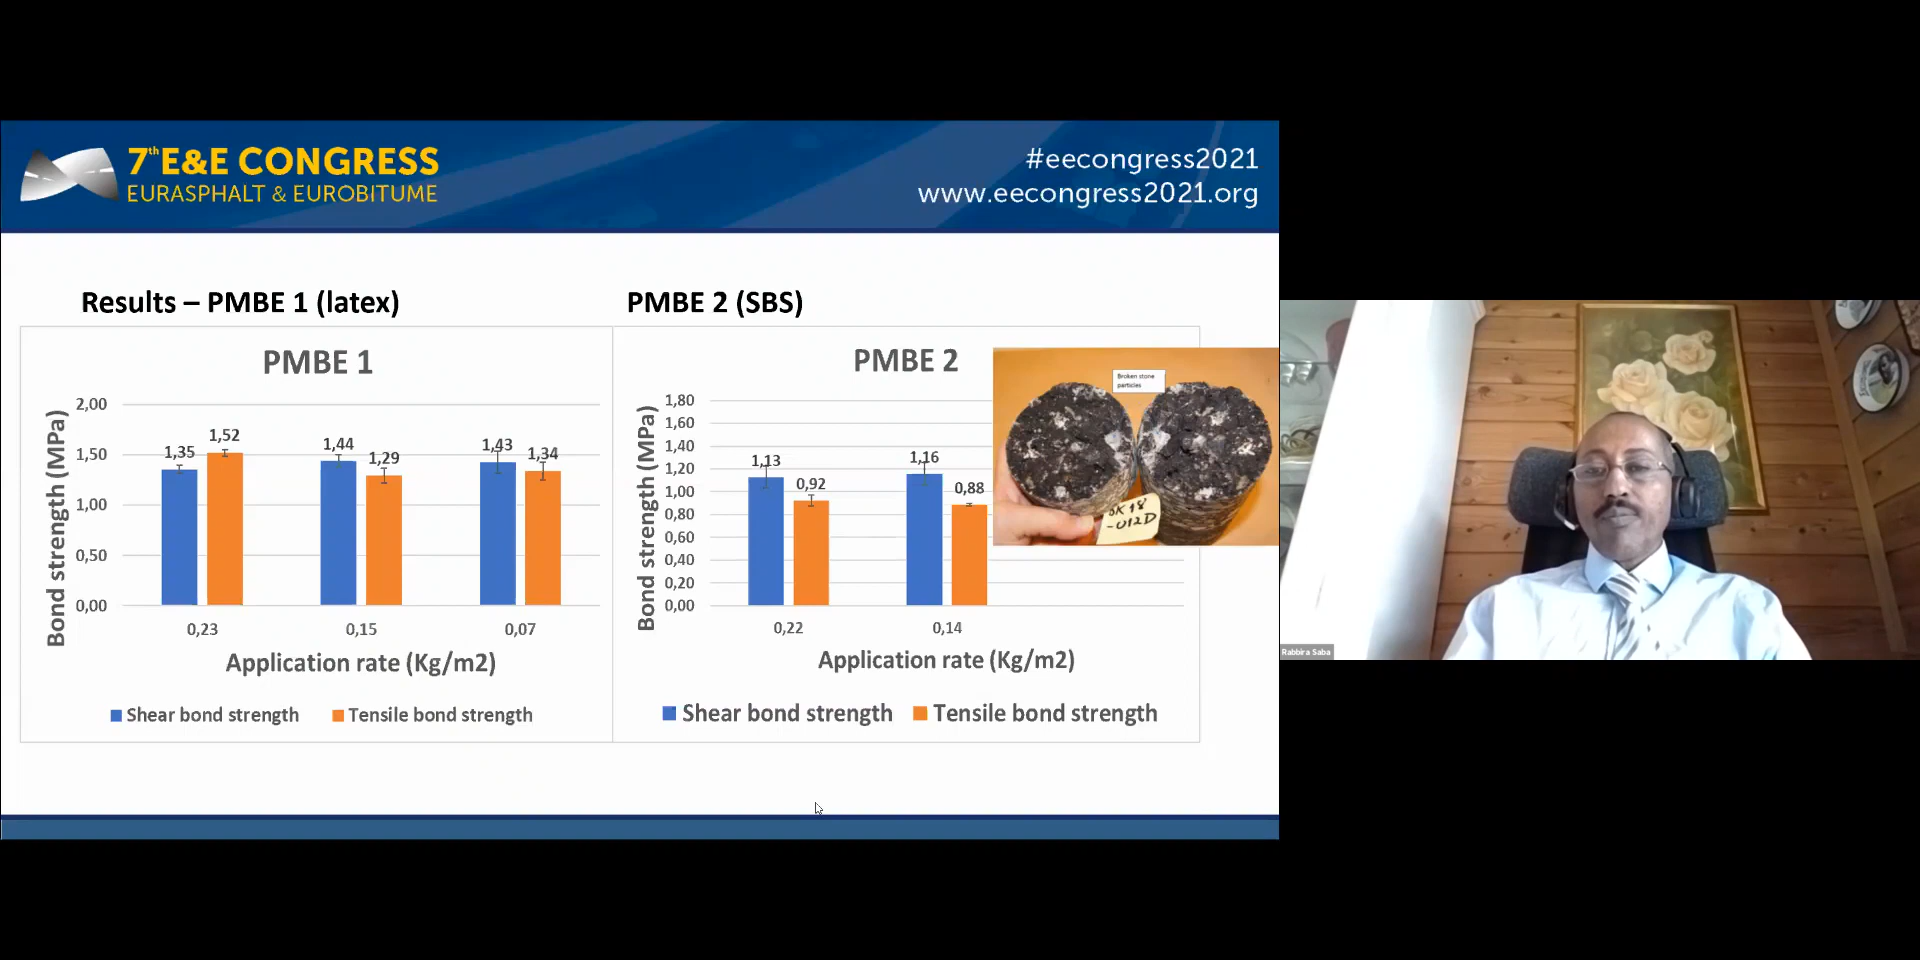 7th E&E CONGRESS
EURASPHALT & EUROBITUME
#eecongress2021
www.eecongress2021.org
Results – PMBE 1 (latex)
PMBE 2 (SBS)
PMBE 1
Bond strength (MPa)
2,00
1,50
1,00
0,50
0,00
1,35
1,52
1,44
1,29
1,43
1,34
0,23
0,15
0,07
Application rate (Kg/m2)
Shear bond strength
Tensile bond strength
PMBE 2
Bond strength (MPa)
1,80
1,60
1,40
1,20
1,00
0,80
0,60
0,40
0,20
0,00
1,13
0,92
1,16
0,88
0,22
0,14
Application rate (Kg/m2)
Shear bond strength
Tensile bond strength
Broken stone
particles
-012D
Rabbira Saba